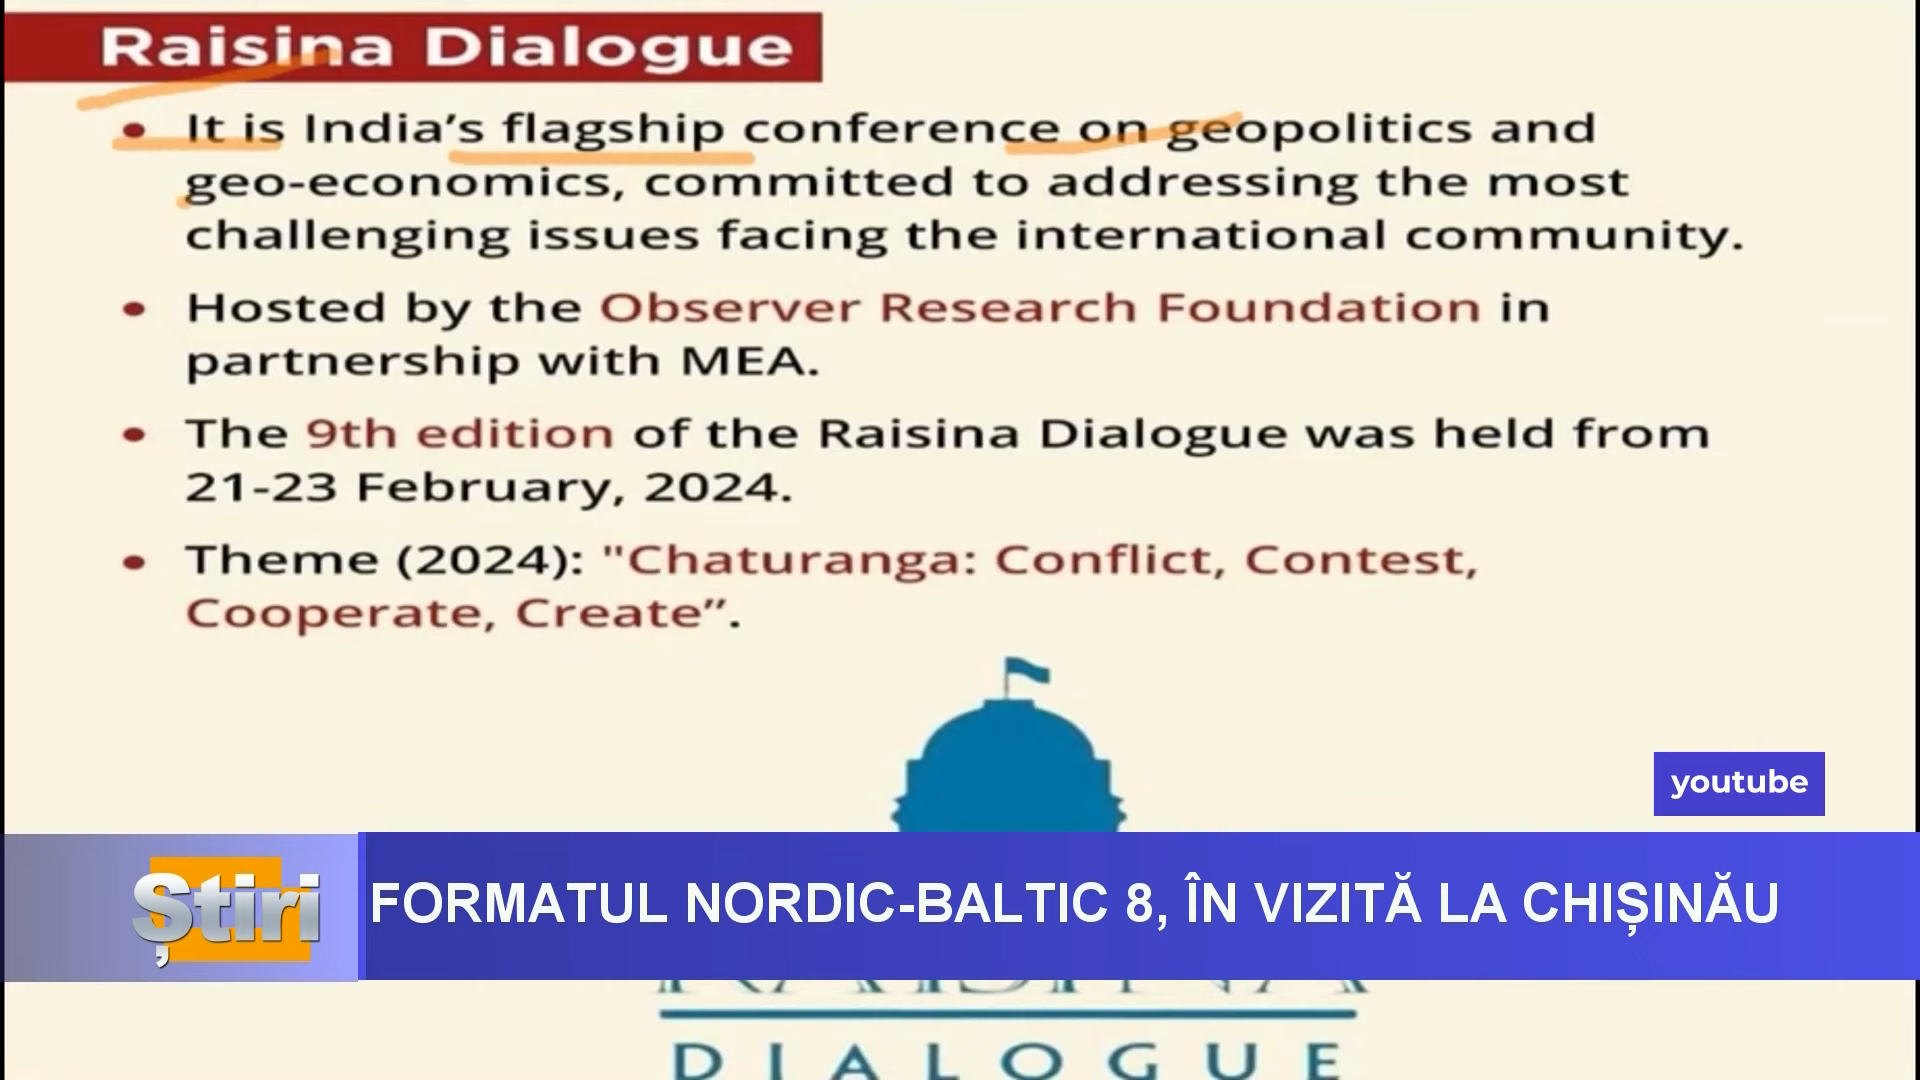 Raisina Dialogue
• It is India’s flagship conference on geopolitics and
geo-economics, committed to addressing the most
challenging issues facing the international community.
• Hosted by the Observer Research Foundation in
partnership with MEA.
• The 9th edition of the Raisina Dialogue was held from
21-23 February, 2024.
• Theme (2024): "Chaturanga: Conflict, Contest,
Cooperate, Create”.
youtube
Știri
FORMATUL NORDIC-BALTIC 8, ÎN VIZITĂ LA CHIȘINĂU
DIALOGUE